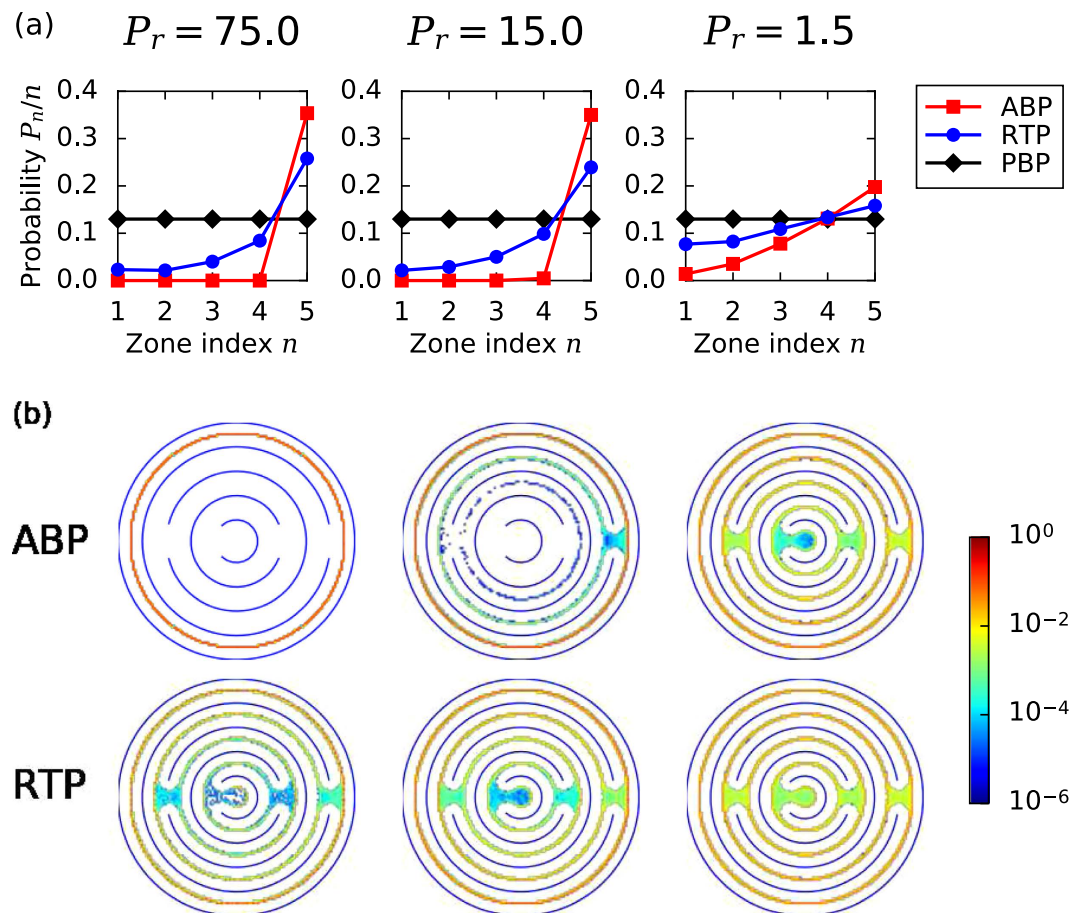 (a)
P_r = 75.0
P_r = 15.0
P_r = 1.5
Probability P_n/n
0.4
0.3
0.2
0.1
0.0
1 2 3 4 5
Zone index n
0.4
0.3
0.2
0.1
0.0
1 2 3 4 5
Zone index n
0.4
0.3
0.2
0.1
0.0
1 2 3 4 5
Zone index n
ABP
RTP
PBP
(b)
ABP
RTP
10^0
10^-2
10^-4
10^-6